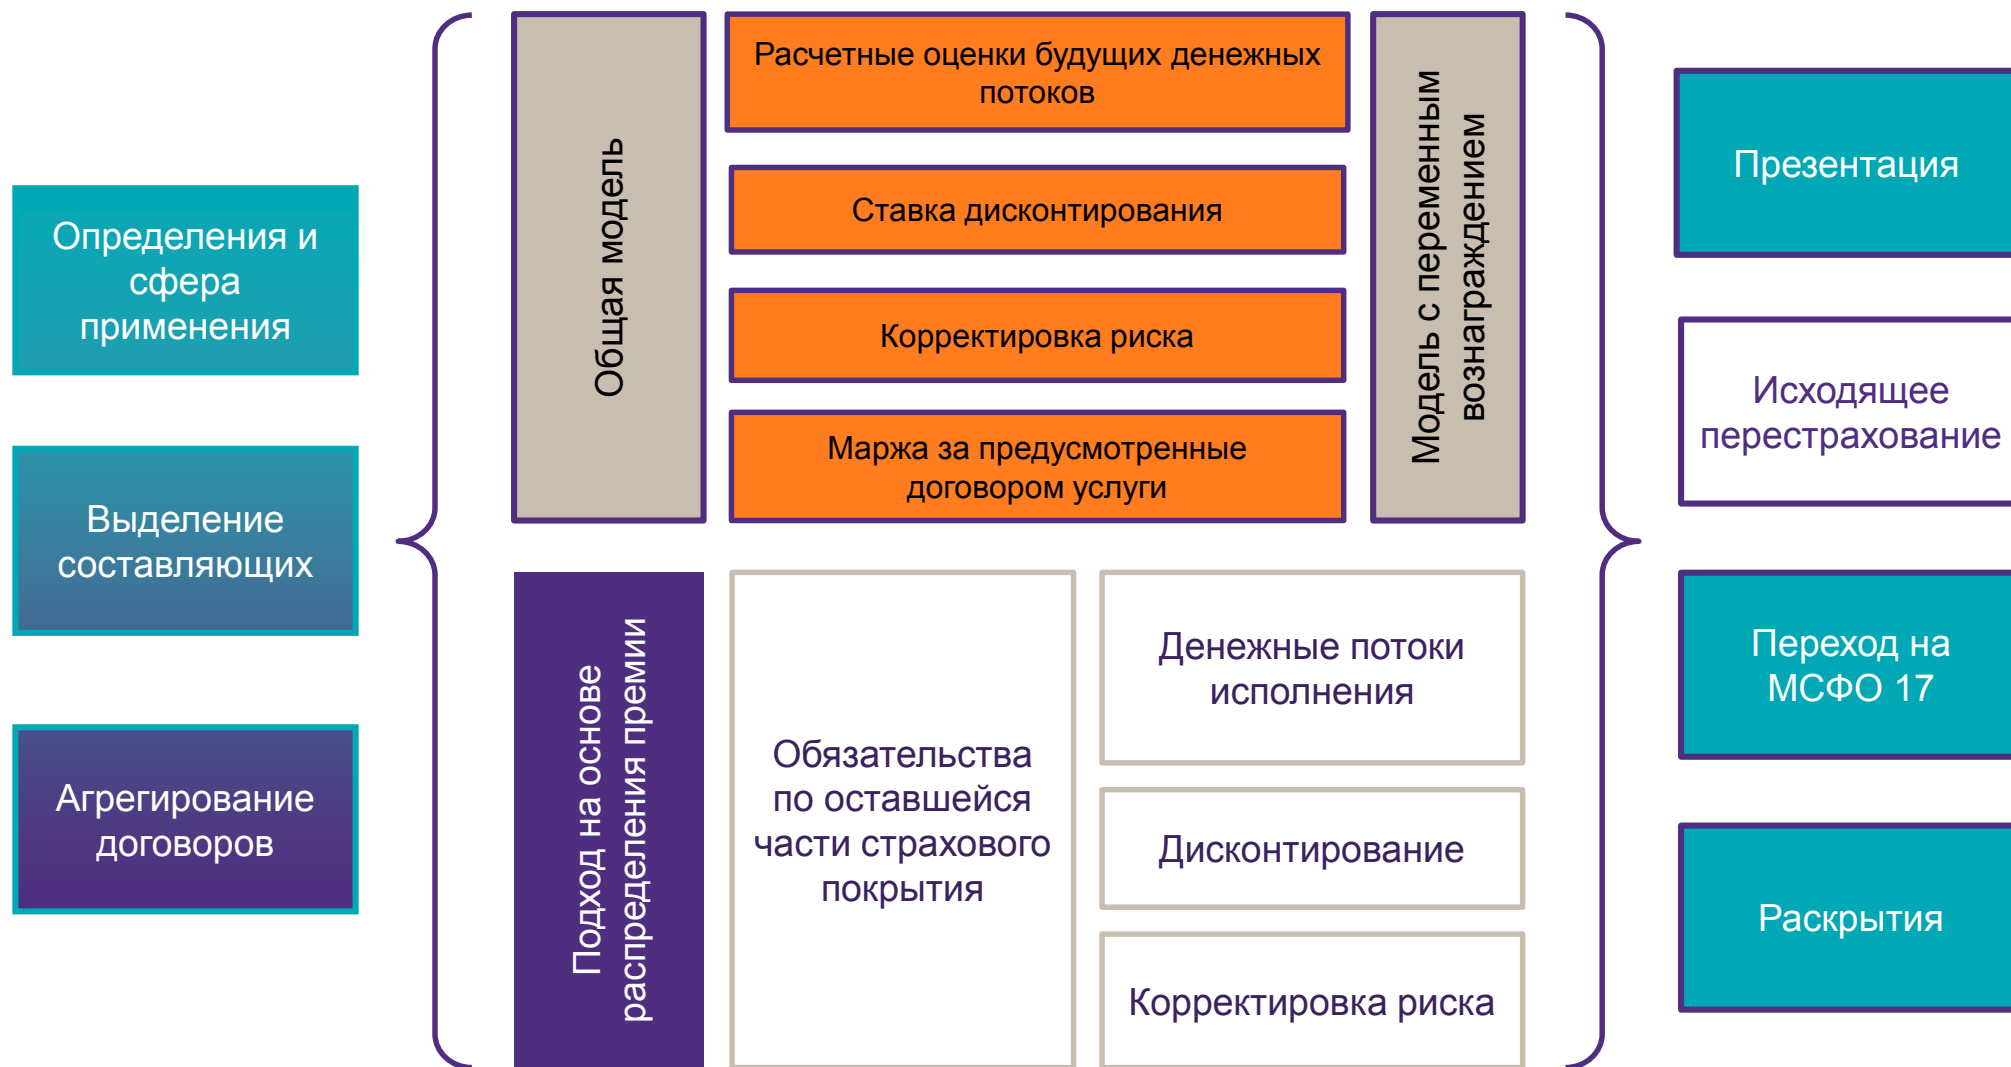 Определения и
сфера
применения
Выделение
составляющих
Агрегирование
договоров
Общая модель
Расчетные оценки будущих денежных
потоков
Ставка дисконтирования
Корректировка риска
Маржа за предусмотренные
договором услуги
Модель с переменным
вознаграждением
Подход на основе
распределения премии
Обязательства
по оставшейся
части страхового
покрытия
Денежные потоки
исполнения
Дисконтирование
Корректировка риска
Презентация
Исходящее
перестрахование
Переход на
МСФО 17
Раскрытия